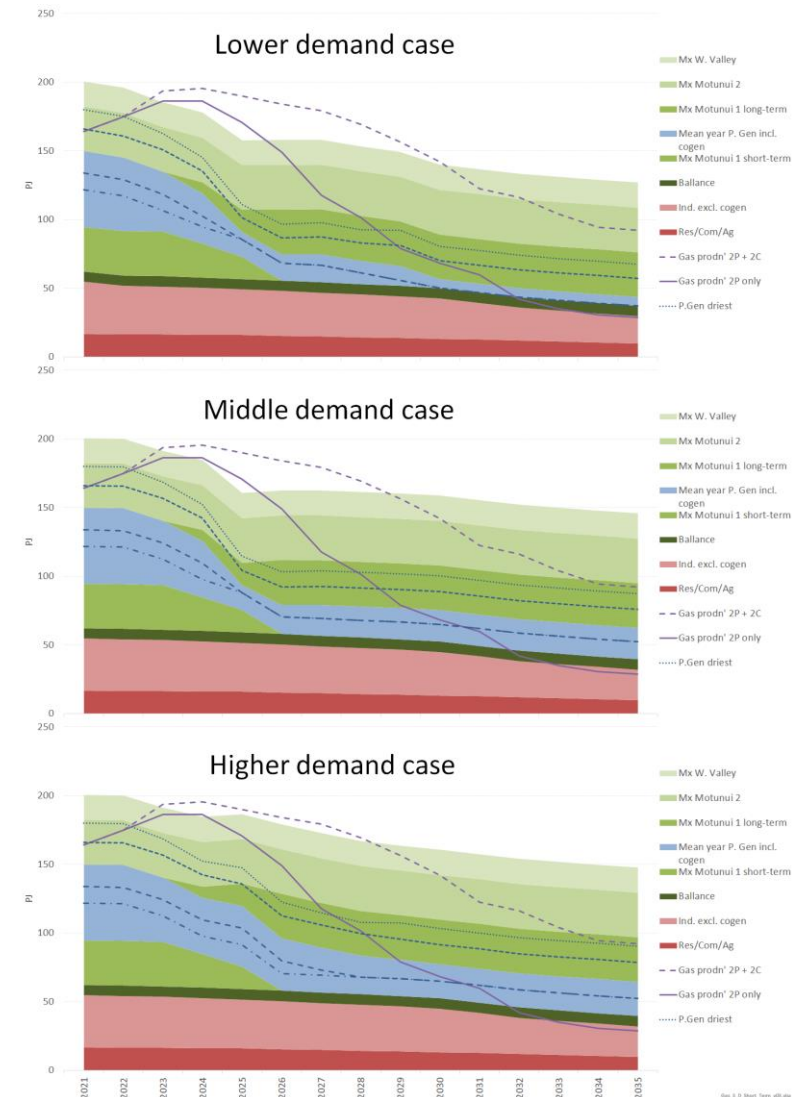 250
Lower demand case
200
150
100
50
0
PJ
Mx W. Valley
Mx Motunui 2
Mx Motunui 1 long-term
Mean year P. Gen incl.
cogen
Mx Motunui 1 short-term
Ballance
Ind. excl. cogen
Res/Com/Ag
Gas prodn' 2P + 2C
Gas prodn' 2P only
P.Gen driest
250
Middle demand case
200
150
100
50
0
PJ
Mx W. Valley
Mx Motunui 2
Mx Motunui 1 long-term
Mean year P. Gen incl.
cogen
Mx Motunui 1 short-term
Ballance
Ind. excl. cogen
Res/Com/Ag
Gas prodn' 2P + 2C
Gas prodn' 2P only
P.Gen driest
250
Higher demand case
200
150
100
50
0
PJ
Mx W. Valley
Mx Motunui 2
Mx Motunui 1 long-term
Mean year P. Gen incl.
cogen
Mx Motunui 1 short-term
Ballance
Ind. excl. cogen
Res/Com/Ag
Gas prodn' 2P + 2C
Gas prodn' 2P only
P.Gen driest
2021
2022
2023
2024
2025
2026
2027
2028
2029
2030
2031
2032
2033
2034
2035